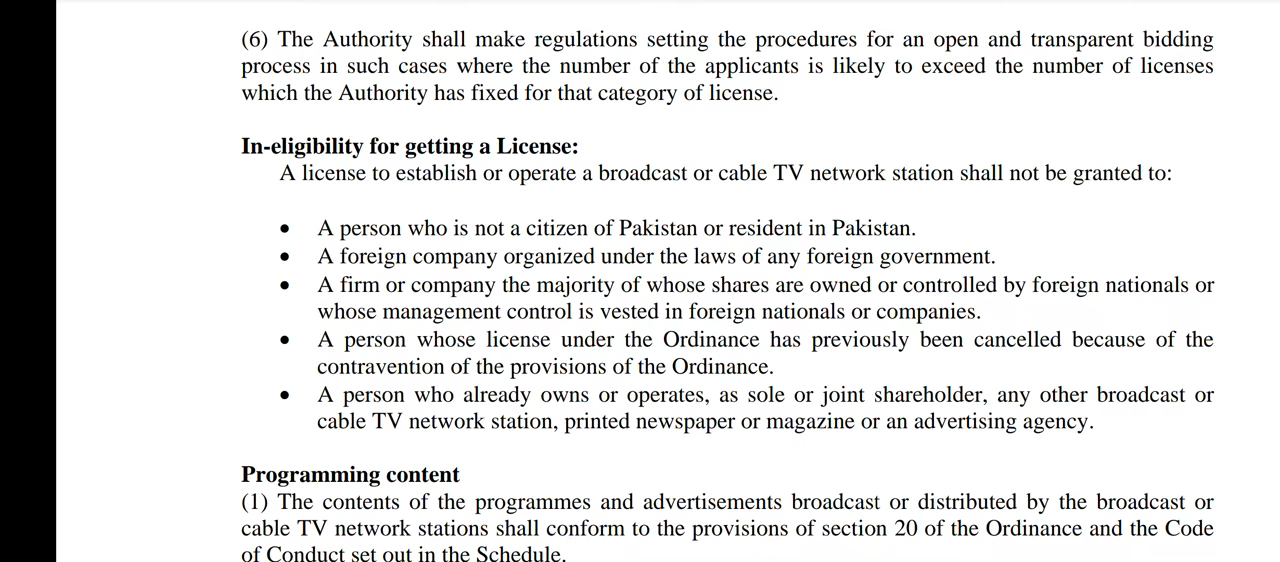 (6) The Authority shall make regulations setting the procedures for an open and transparent bidding
process in such cases where the number of the applicants is likely to exceed the number of licenses
which the Authority has fixed for that category of license.
In-eligibility for getting a License:
A license to establish or operate a broadcast or cable TV network station shall not be granted to:
• A person who is not a citizen of Pakistan or resident in Pakistan.
• A foreign company organized under the laws of any foreign government.
• A firm or company the majority of whose shares are owned or controlled by foreign nationals or
whose management control is vested in foreign nationals or companies.
• A person whose license under the Ordinance has previously been cancelled because of the
contravention of the provisions of the Ordinance.
• A person who already owns or operates, as sole or joint shareholder, any other broadcast or
cable TV network station, printed newspaper or magazine or an advertising agency.
Programming content
(1) The contents of the programmes and advertisements broadcast or distributed by the broadcast or
cable TV network stations shall conform to the provisions of section 20 of the Ordinance and the Code
of Conduct set out in the Schedule.